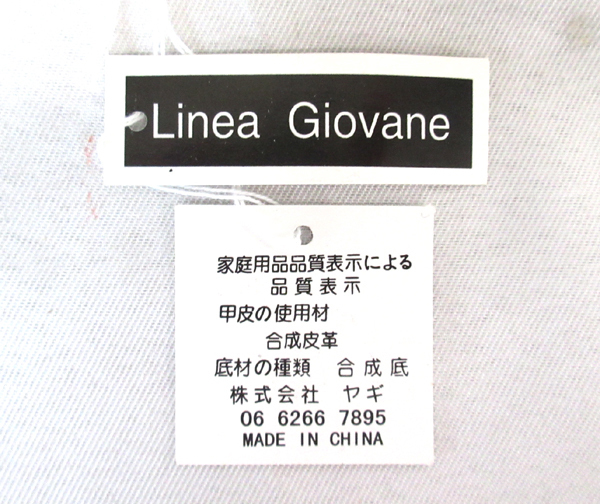 Linea Giovane
家庭用品品質表示による
品質表示
甲皮の使用材
合成皮革
底材の種類 合成底
株式会社 ヤギ
06 6266 7895
MADE IN CHINA